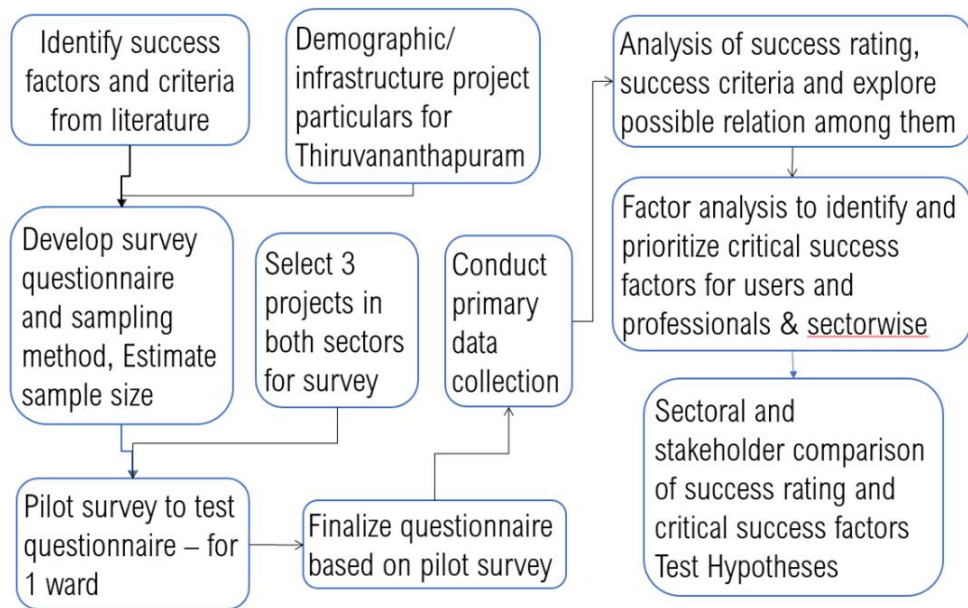 Identify success
factors and criteria
from literature
Demographic/
infrastructure project
particulars for
Thiruvananthapuram
Develop survey
questionnaire
and sampling
method, Estimate
sample size
Select 3
projects in
both sectors
for survey
Pilot survey to test
questionnaire – for
1 ward
Finalize questionnaire
based on pilot survey
Conduct
primary
data
collection
Analysis of success rating,
success criteria and explore
possible relation among them
Factor analysis to identify and
prioritize critical success
factors for users and
professionals & sectorwise
Sectoral and
stakeholder comparison
of success rating and
critical success factors
Test Hypotheses